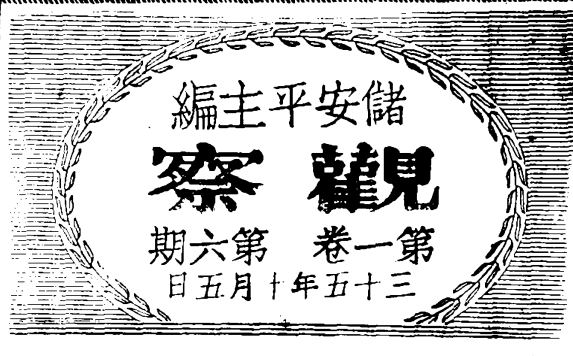 儲安平主編
觀察
第一卷 第六期
三十五年十月五日